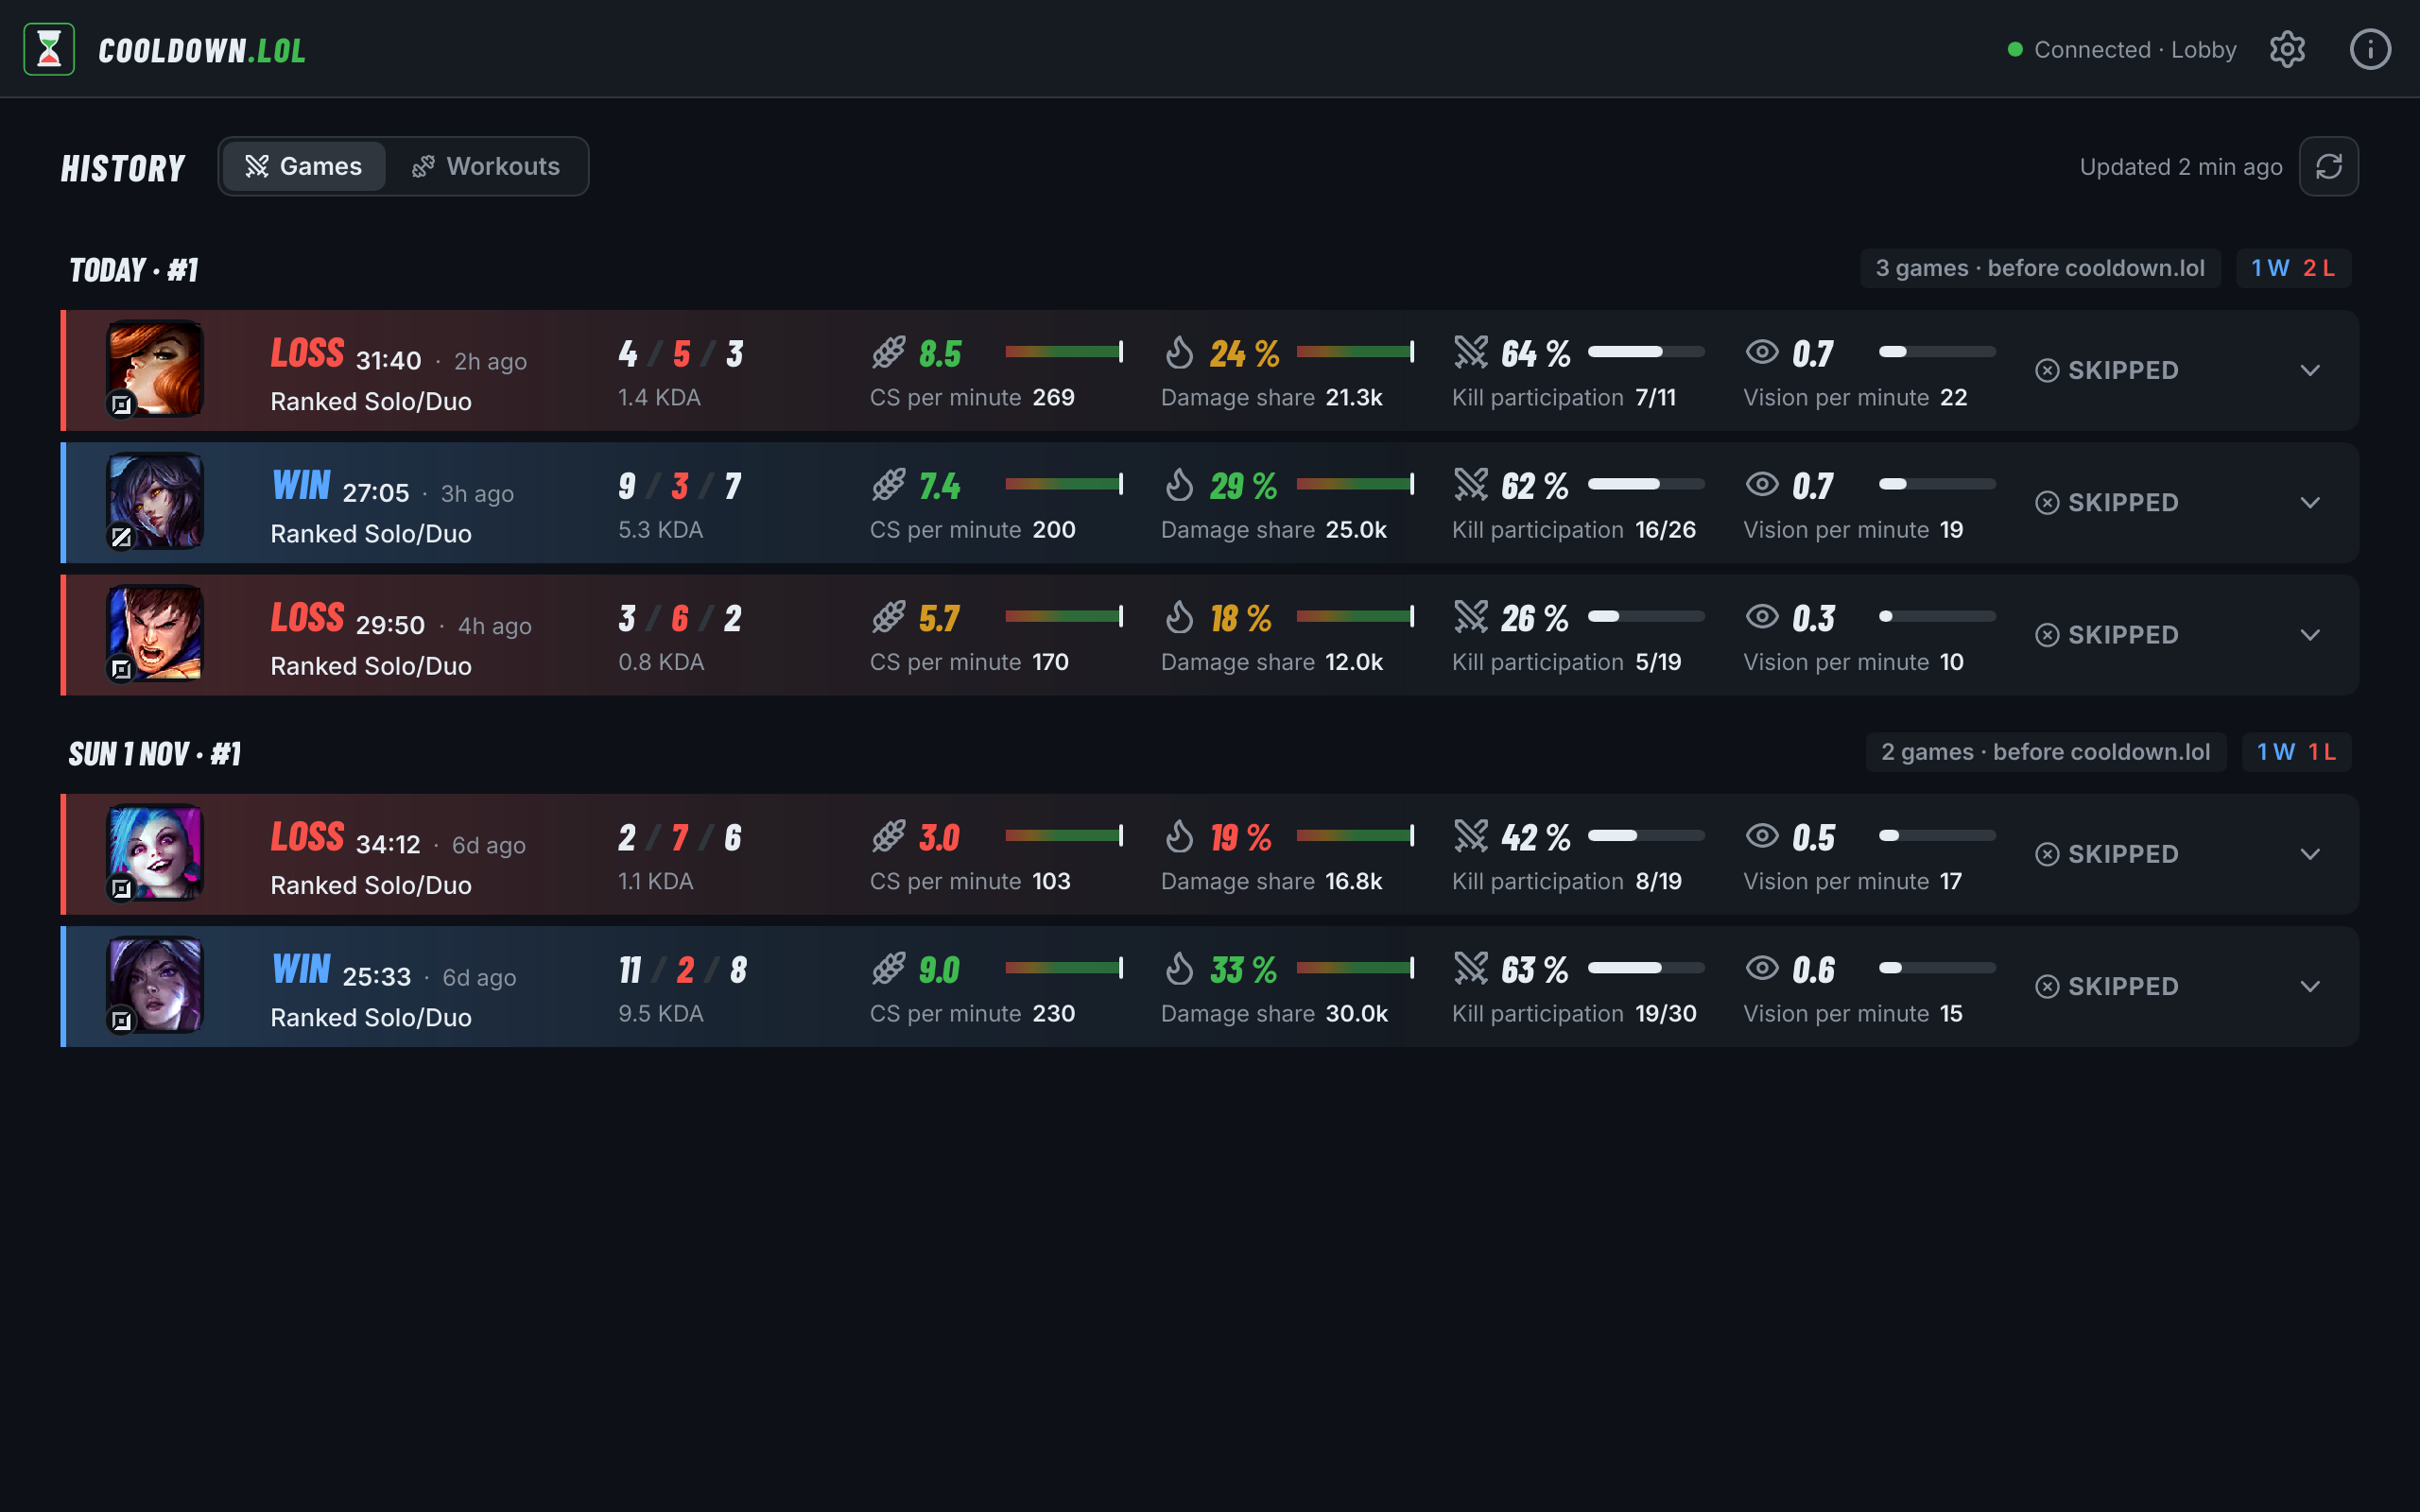 COOLDOWN.LOL
Connected · Lobby
HISTORY
Games
Workouts
Updated 2 min ago
TODAY · #1
3 games · before cooldown.lol
1 W 2 L
LOSS 31:40 · 2h ago
Ranked Solo/Duo
4 / 5 / 3
1.4 KDA
8.5
CS per minute 269
24 %
Damage share 21.3k
64 %
Kill participation 7/11
0.7
Vision per minute 22
SKIPPED
WIN 27:05 · 3h ago
Ranked Solo/Duo
9 / 3 / 7
5.3 KDA
7.4
CS per minute 200
29 %
Damage share 25.0k
62 %
Kill participation 16/26
0.7
Vision per minute 19
SKIPPED
LOSS 29:50 · 4h ago
Ranked Solo/Duo
3 / 6 / 2
0.8 KDA
5.7
CS per minute 170
18 %
Damage share 12.0k
26 %
Kill participation 5/19
0.3
Vision per minute 10
SKIPPED
SUN 1 NOV · #1
2 games · before cooldown.lol
1 W 1 L
LOSS 34:12 · 6d ago
Ranked Solo/Duo
2 / 7 / 6
1.1 KDA
3.0
CS per minute 103
19 %
Damage share 16.8k
42 %
Kill participation 8/19
0.5
Vision per minute 17
SKIPPED
WIN 25:33 · 6d ago
Ranked Solo/Duo
11 / 2 / 8
9.5 KDA
9.0
CS per minute 230
33 %
Damage share 30.0k
63 %
Kill participation 19/30
0.6
Vision per minute 15
SKIPPED